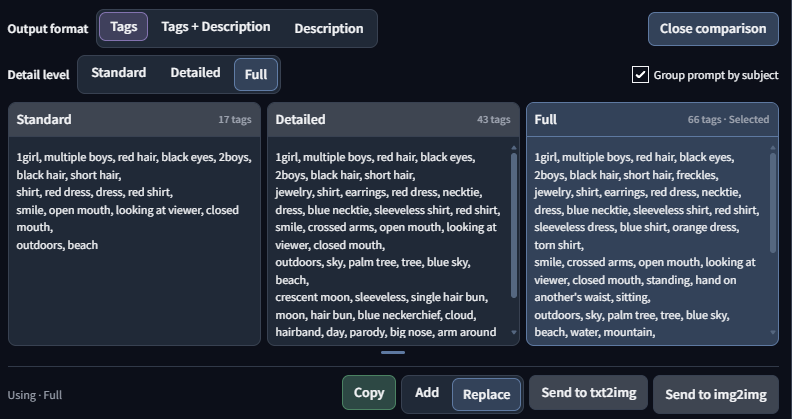 Output format Tags Tags + Description Description Close comparison
Detail level Standard Detailed Full Group prompt by subject
Standard 17 tags
1girl, multiple boys, red hair, black eyes, 2boys,
black hair, short hair,
shirt, red dress, dress, red shirt,
smile, open mouth, looking at viewer, closed
mouth,
outdoors, beach
Detailed 43 tags
1girl, multiple boys, red hair, black eyes,
2boys, black hair, short hair,
jewelry, shirt, earrings, red dress, necktie,
dress, blue necktie, sleeveless shirt, red shirt,
smile, crossed arms, open mouth, looking at
viewer, closed mouth,
outdoors, sky, palm tree, tree, blue sky,
beach,
crescent moon, sleeveless, single hair bun,
moon, hair bun, blue neckerchief, cloud,
hairband, day, parody, big nose, arm around
Full 66 tags · Selected
1girl, multiple boys, red hair, black eyes,
2boys, black hair, short hair, freckles,
jewelry, shirt, earrings, red dress, necktie,
dress, blue necktie, sleeveless shirt, red shirt,
sleeveless dress, blue shirt, orange dress,
torn shirt,
smile, crossed arms, open mouth, looking at
viewer, closed mouth, standing, hand on
another's waist, sitting,
outdoors, sky, palm tree, tree, blue sky,
beach, water, mountain,
Using · Full Copy Add Replace Send to txt2img Send to img2img